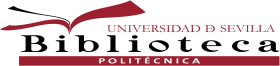 UNIVERSIDAD Ð SEVILLA
Biblioteca
POLITÉCNICA